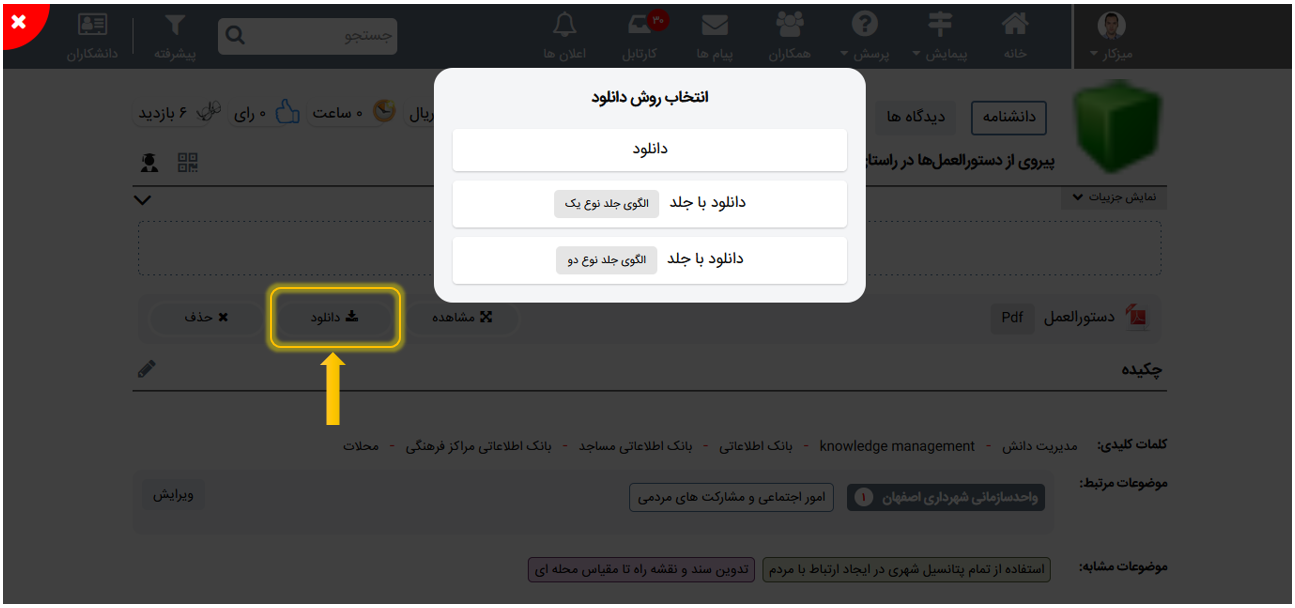 میزکار
خانه
پیمایش
پرسش
همکاران
پیام ها
۳۰
کارتابل
اعلان ها
جستجو
پیشرفته
دانشکاران
انتخاب روش دانلود
دانلود
دانلود با جلد الگوی جلد نوع یک
دانلود با جلد الگوی جلد نوع دو
دانشنامه دیدگاه ها ریال ۰ ساعت ۰ رای ۶ بازدید
پیروی از دستورالعمل‌ها در راستا
نمایش جزییات
دستورالعمل Pdf مشاهده دانلود حذف
چکیده
کلمات کلیدی: مدیریت دانش - knowledge management - بانک اطلاعاتی - بانک اطلاعاتی مساجد - بانک اطلاعاتی مراکز فرهنگی - محلات
موضوعات مرتبط: واحدسازمانی شهرداری اصفهان ۱ امور اجتماعی و مشارکت های مردمی ویرایش
موضوعات مشابه: استفاده از تمام پتانسیل شهری در ایجاد ارتباط با مردم تدوین سند و نقشه راه تا مقیاس محله ای